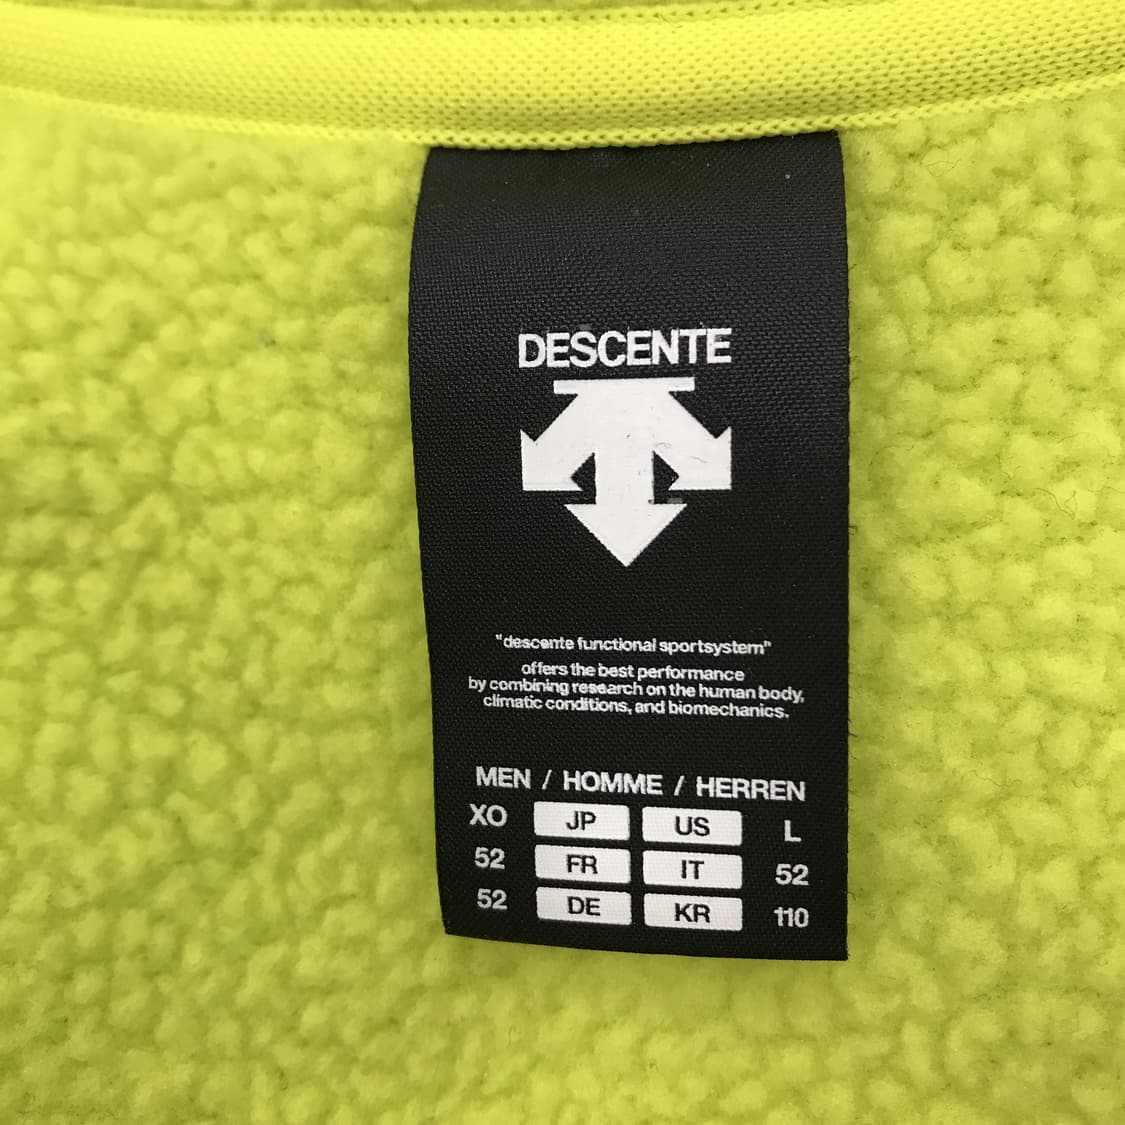 DESCENTE
"descente functional sportsystem"
offers the best performance
by combining research on the human body,
climatic conditions, and biomechanics.
MEN / HOMME / HERREN
XO JP US L
52 FR IT 52
52 DE KR 110